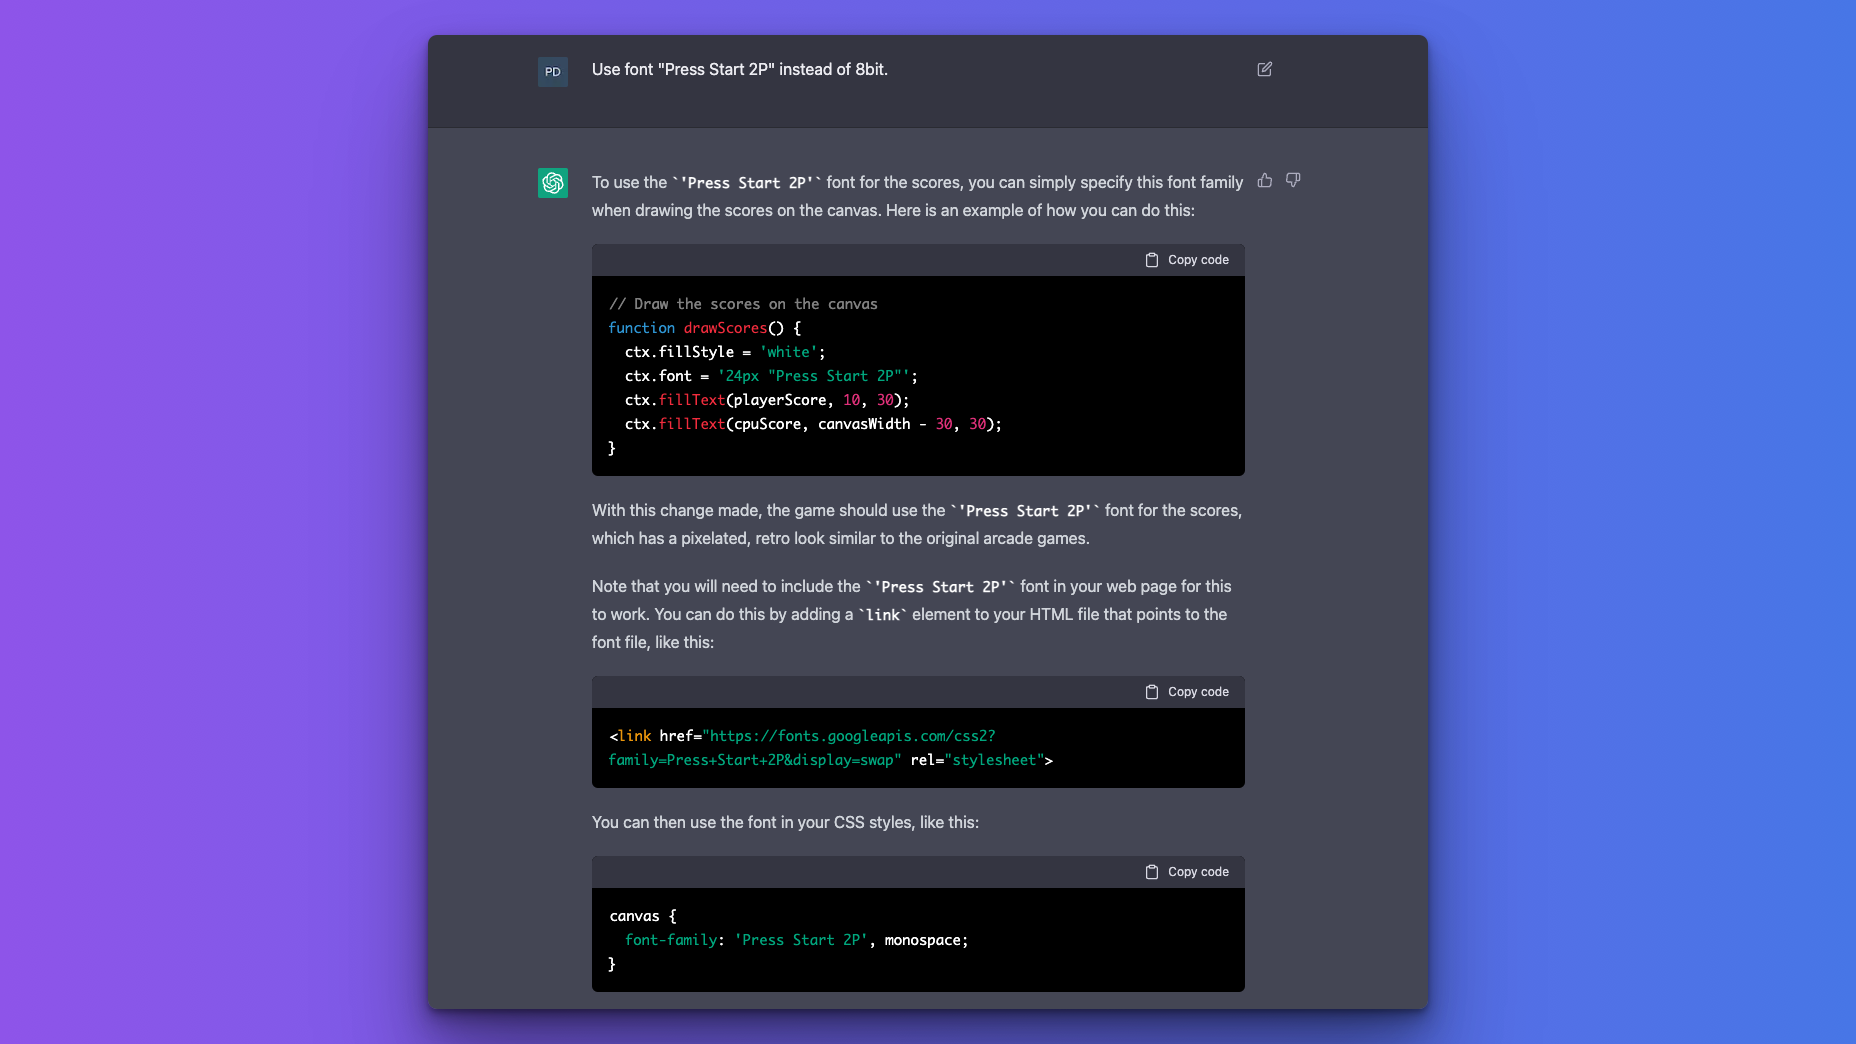 PD
Use font "Press Start 2P" instead of 8bit.
To use the `'Press Start 2P'` font for the scores, you can simply specify this font family
when drawing the scores on the canvas. Here is an example of how you can do this:
Copy code
// Draw the scores on the canvas
function drawScores() {
  ctx.fillStyle = 'white';
  ctx.font = '24px "Press Start 2P"';
  ctx.fillText(playerScore, 10, 30);
  ctx.fillText(cpuScore, canvasWidth - 30, 30);
}
With this change made, the game should use the `'Press Start 2P'` font for the scores,
which has a pixelated, retro look similar to the original arcade games.
Note that you will need to include the `'Press Start 2P'` font in your web page for this
to work. You can do this by adding a `link` element to your HTML file that points to the
font file, like this:
Copy code
<link href="https://fonts.googleapis.com/css2?
family=Press+Start+2P&display=swap" rel="stylesheet">
You can then use the font in your CSS styles, like this:
Copy code
canvas {
  font-family: 'Press Start 2P', monospace;
}